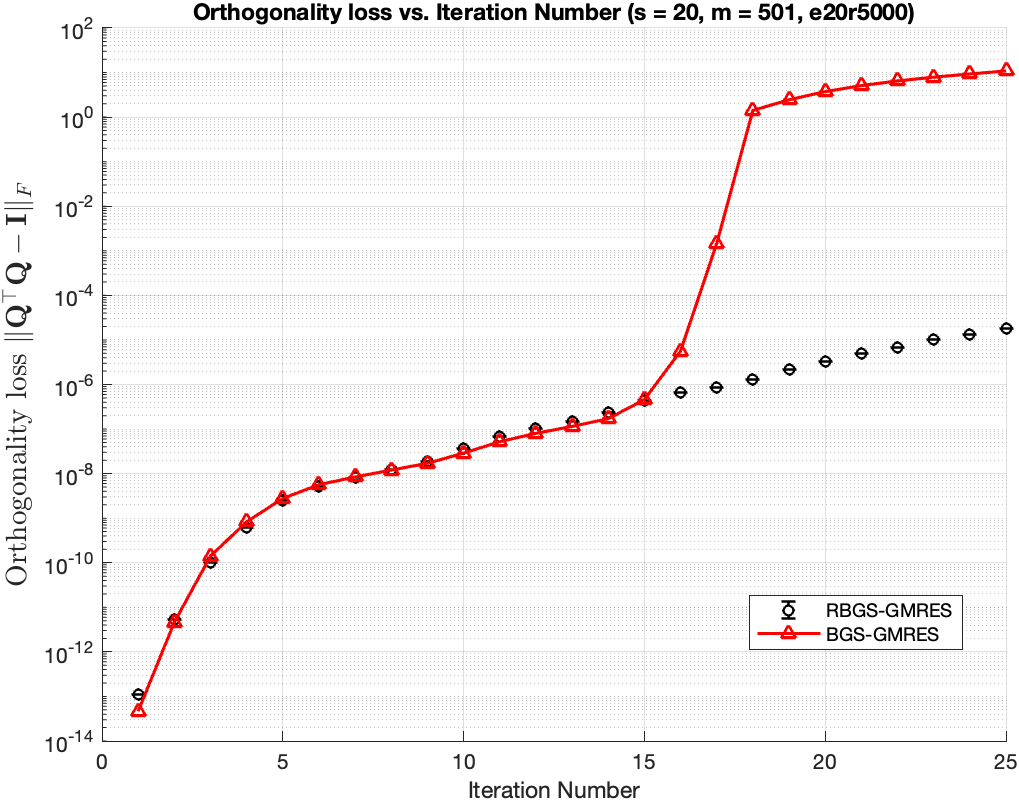 Orthogonality loss vs. Iteration Number (s = 20, m = 501, e20r5000)
Orthogonality loss ||Q^⊤Q − I||_F
10^2
10^0
10^-2
10^-4
10^-6
10^-8
10^-10
10^-12
10^-14
RBGS-GMRES
BGS-GMRES
0 5 10 15 20 25
Iteration Number